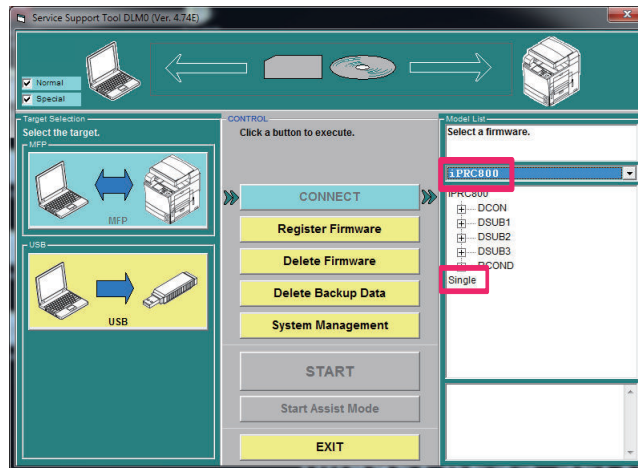 Service Support Tool DLM0 (Ver. 4.74E)
Normal
Special
Target Selection
Select the target.
MFP
MFP
USB
USB
CONTROL
Click a button to execute.
CONNECT
Register Firmware
Delete Firmware
Delete Backup Data
System Management
START
Start Assist Mode
EXIT
Model List
Select a firmware.
iPRC800
iPRC800
DCON
DSUB1
DSUB2
DSUB3
RCOND
Single